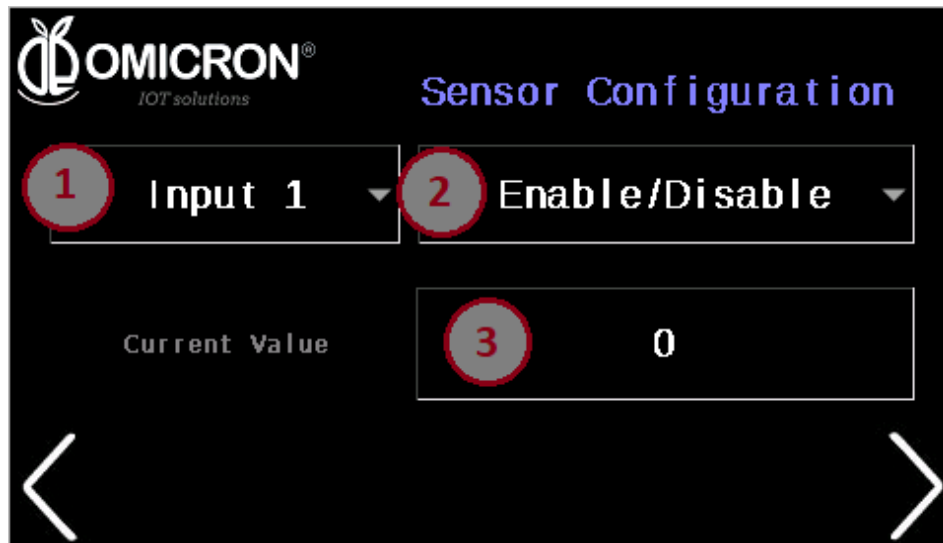 OMICRON®
IOT solutions
Sensor Configuration
1 Input 1
2 Enable/Disable
Current Value
3 0